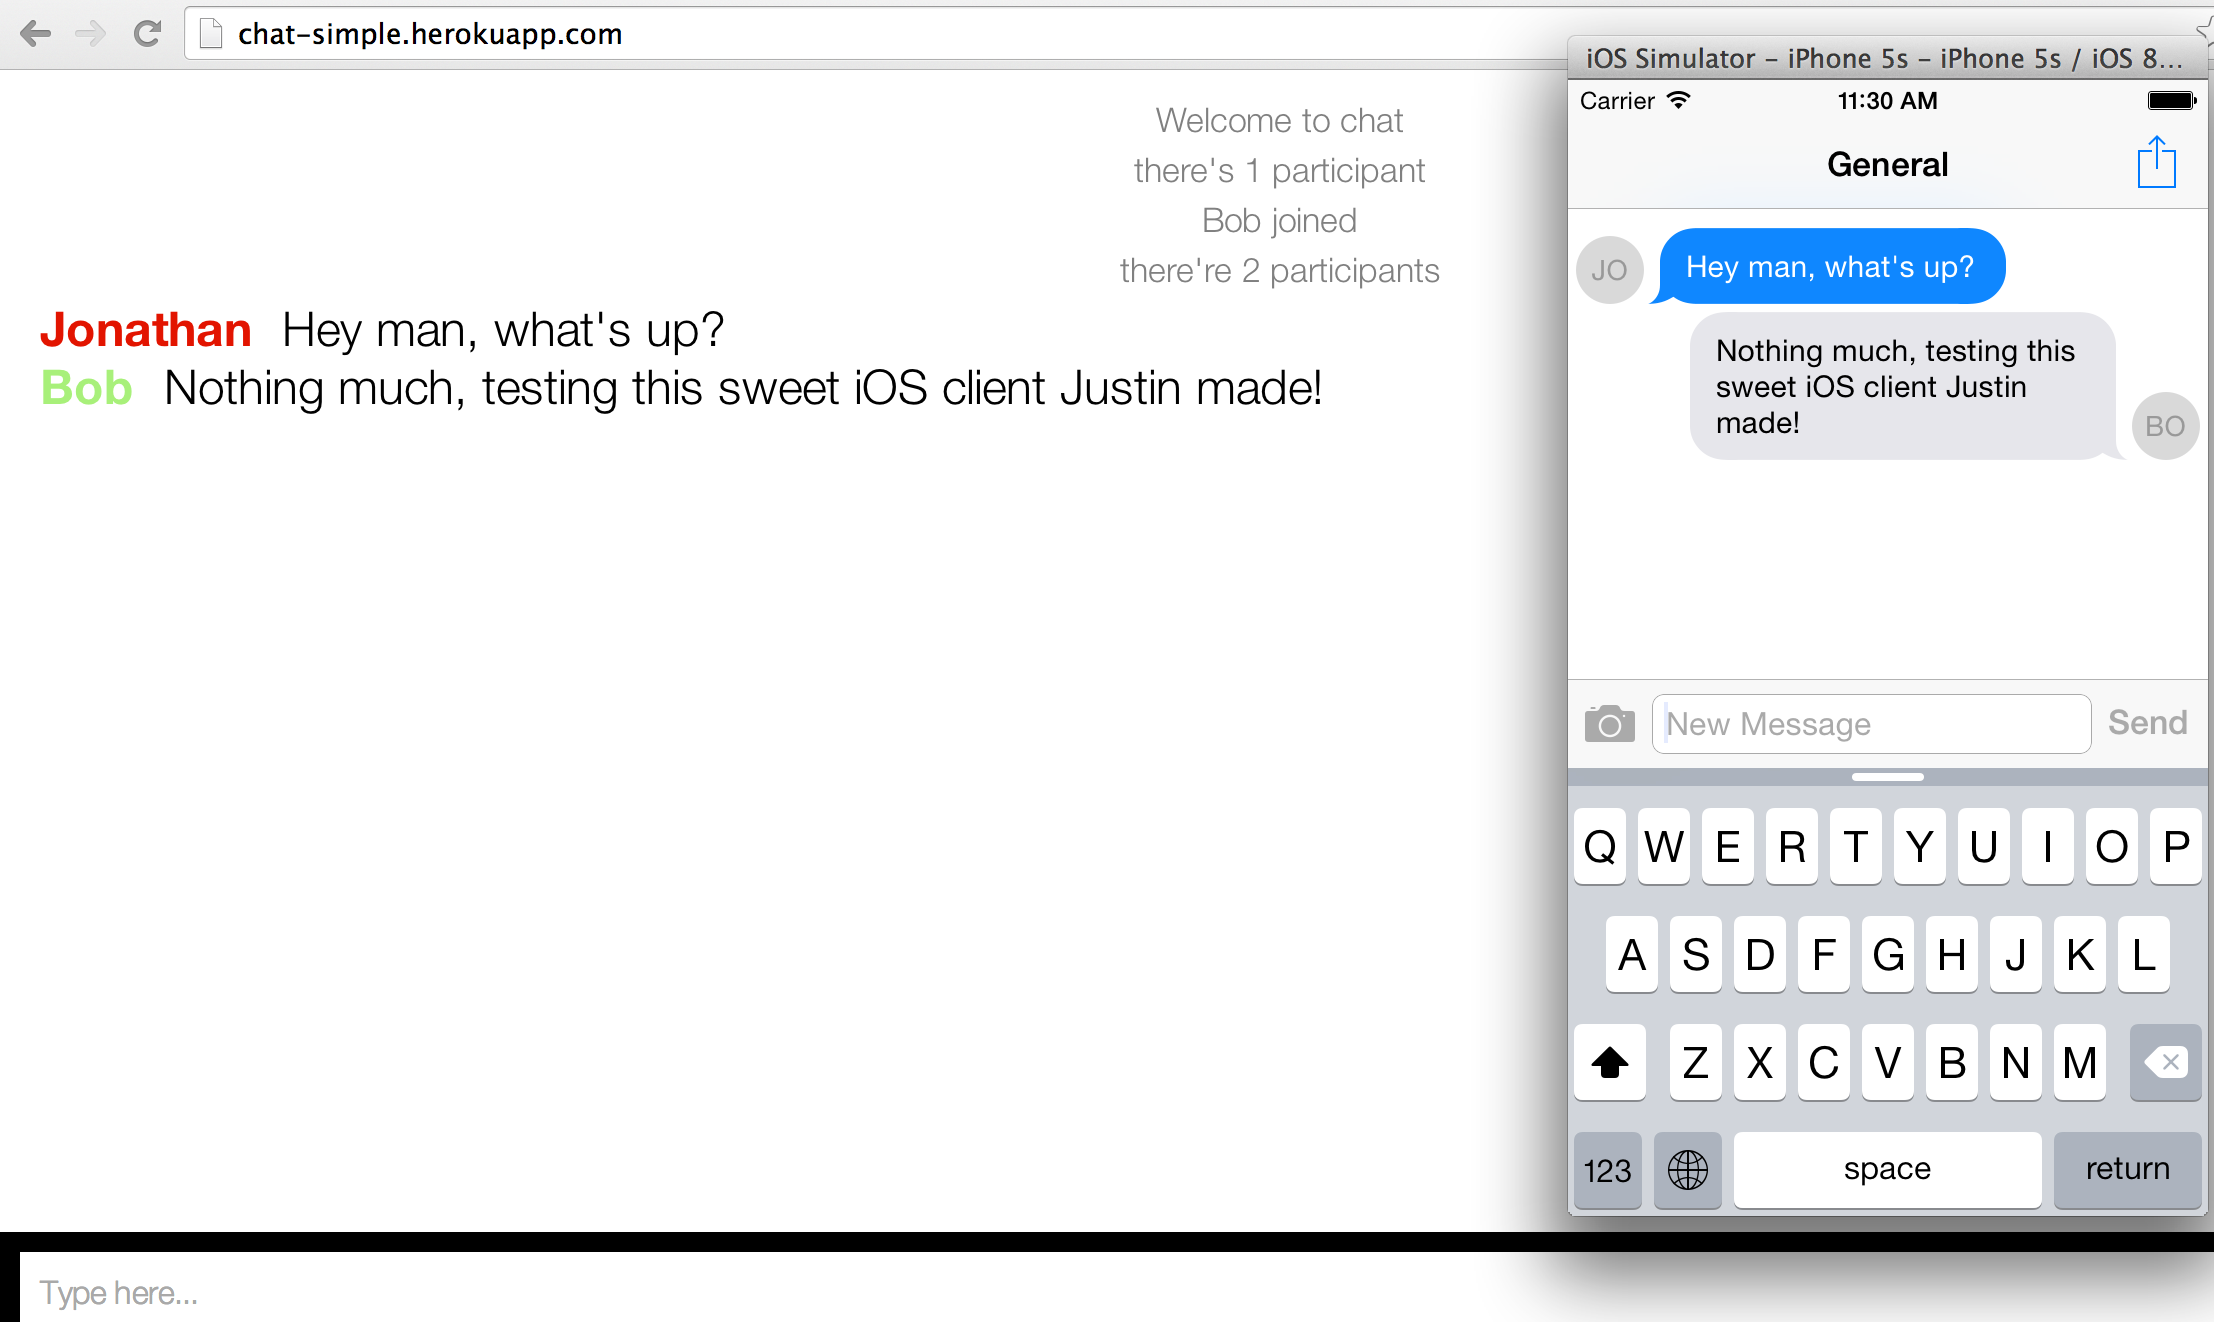 chat-simple.herokuapp.com
Welcome to chat
there's 1 participant
Bob joined
there're 2 participants
Jonathan Hey man, what's up?
Bob Nothing much, testing this sweet iOS client Justin made!
Type here...
iOS Simulator - iPhone 5s - iPhone 5s / iOS 8...
Carrier 11:30 AM
General
JO Hey man, what's up?
Nothing much, testing this
sweet iOS client Justin
made!
BO
New Message Send
Q W E R T Y U I O P
A S D F G H J K L
Z X C V B N M
123 space return